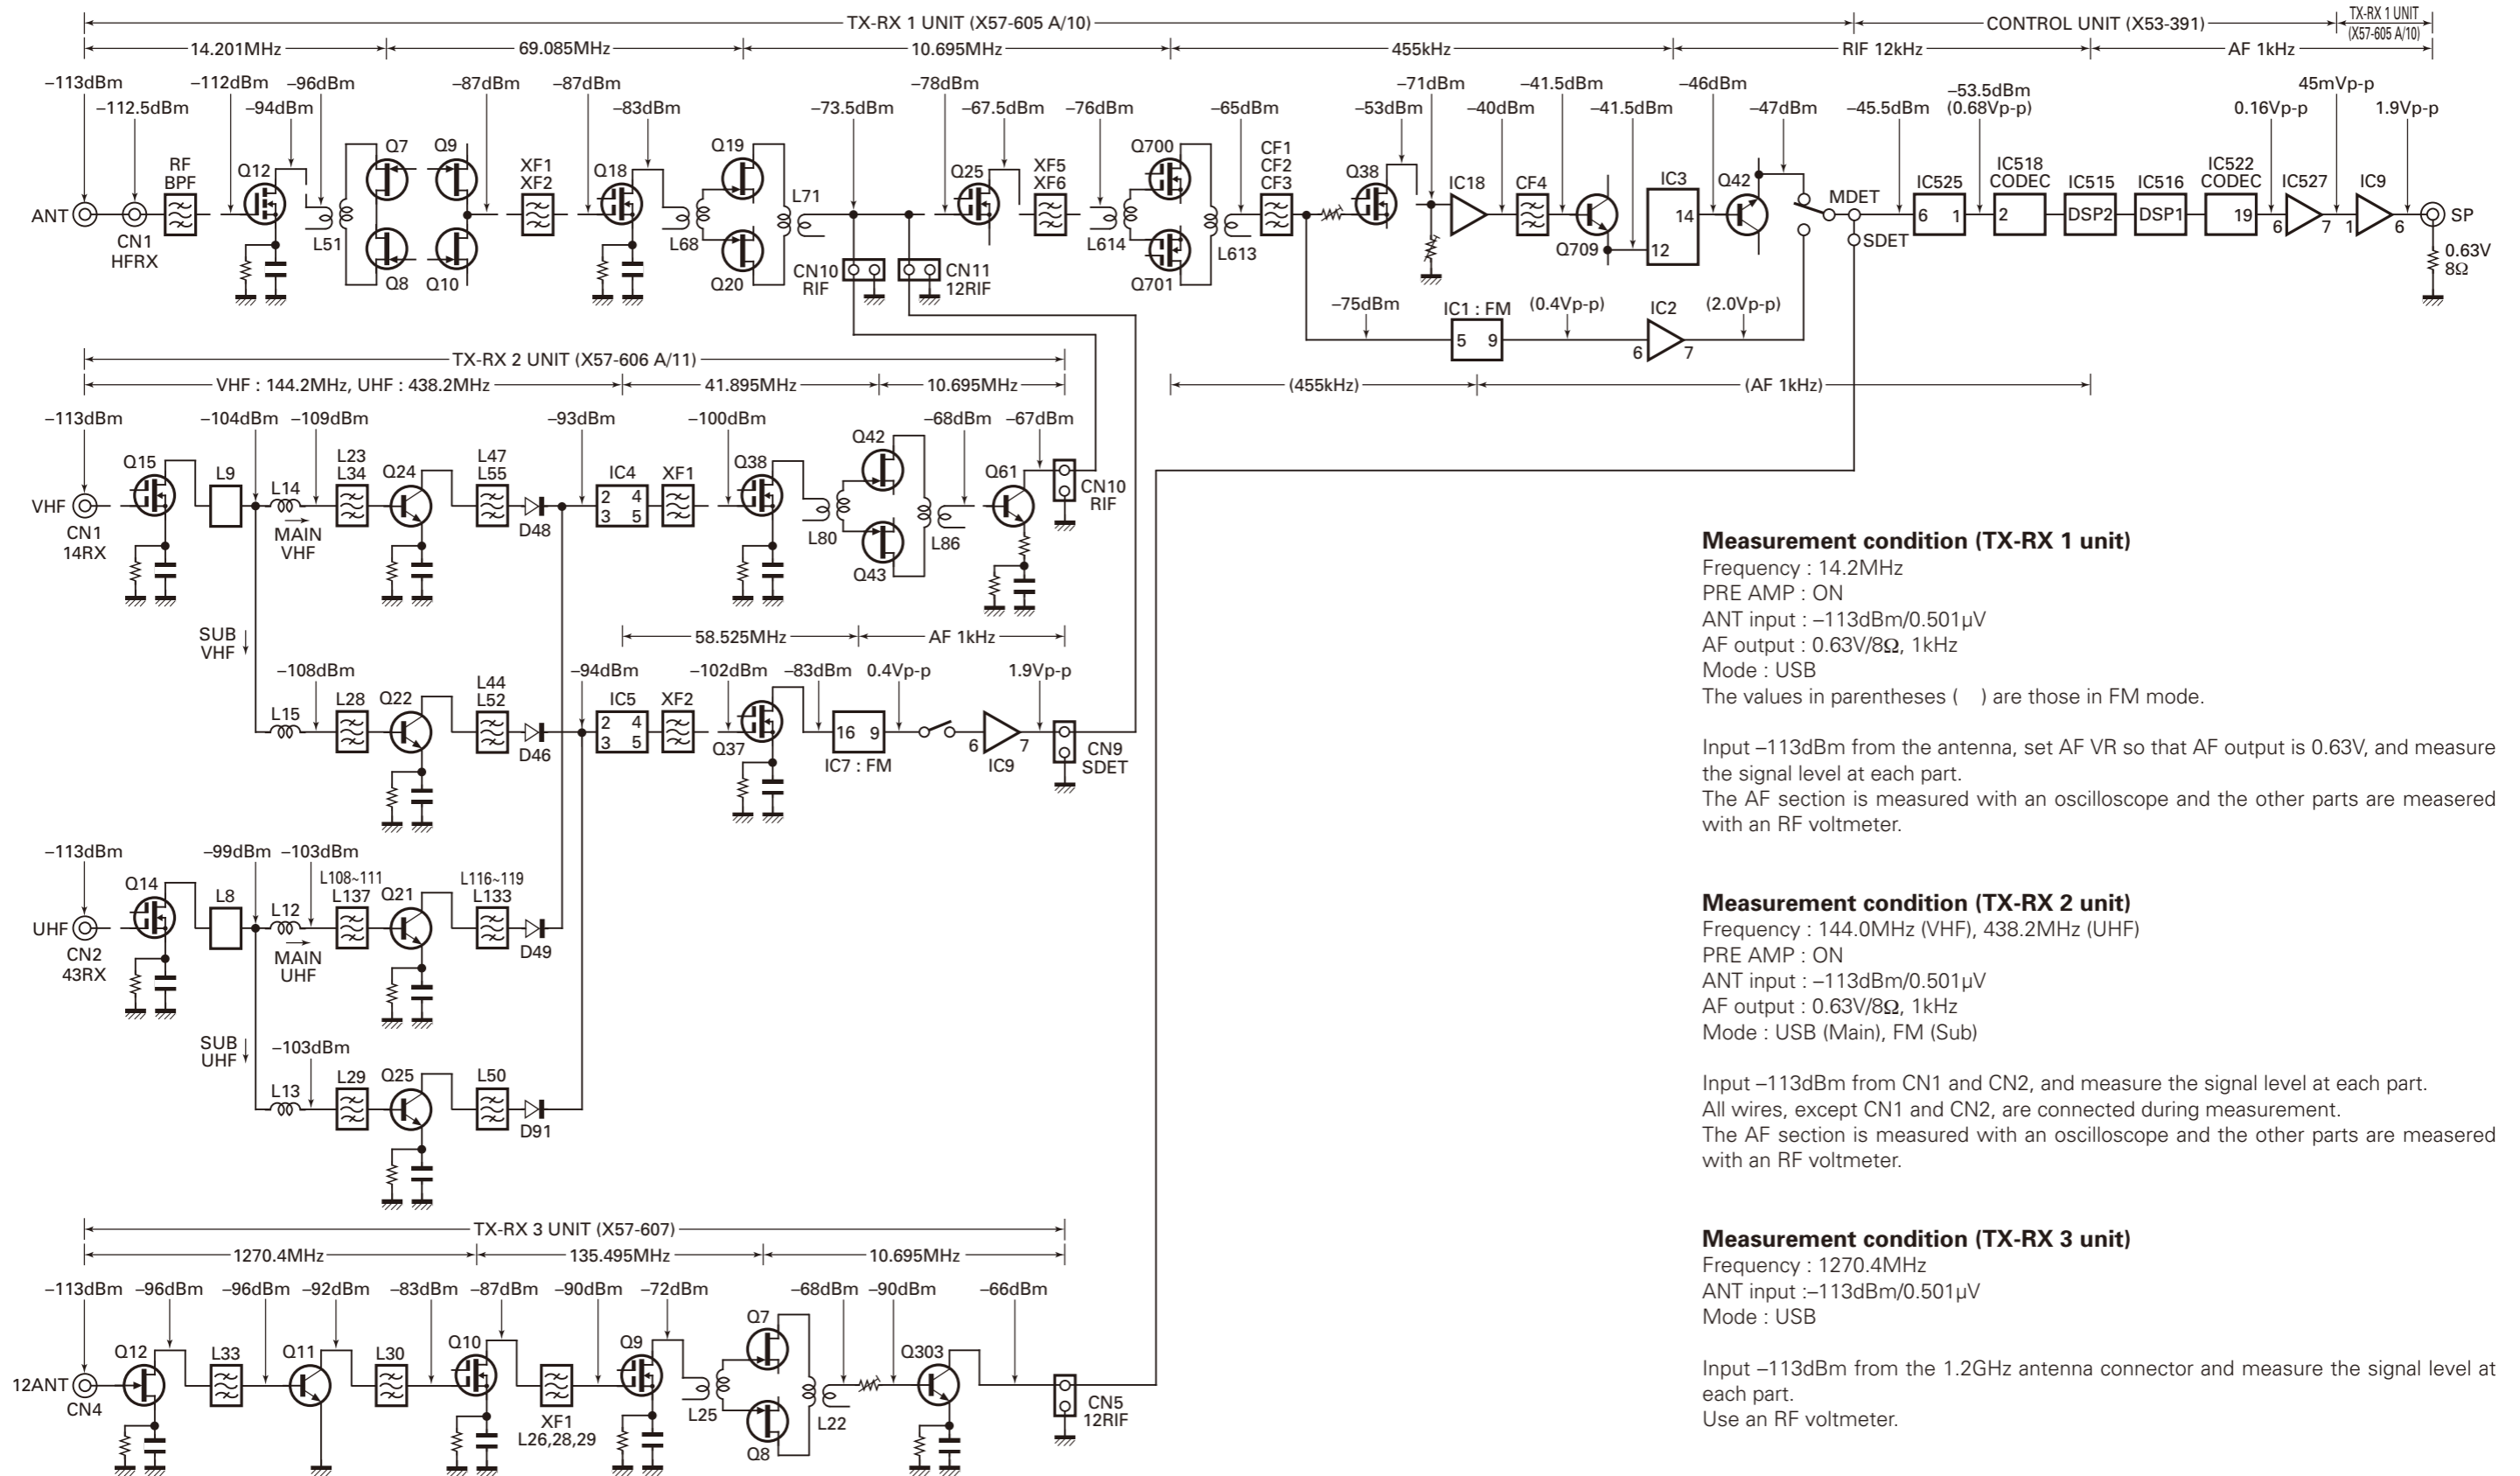 TX-RX 1 UNIT (X57-605 A/10)
CONTROL UNIT (X53-391)
TX-RX 1 UNIT
(X57-605 A/10)
14.201MHz
69.085MHz
10.695MHz
455kHz
RIF 12kHz
AF 1kHz
–113dBm
–112dBm
–96dBm
–87dBm
–87dBm
–73.5dBm
–78dBm
–76dBm
–65dBm
–71dBm
–41.5dBm
–46dBm
–53.5dBm
(0.68Vp-p)
45mVp-p
–112.5dBm
–94dBm
–83dBm
–67.5dBm
–53dBm
–40dBm
–41.5dBm
–47dBm
–45.5dBm
0.16Vp-p
1.9Vp-p
RF
BPF
Q12
Q7
Q9
XF1
XF2
Q18
Q19
L71
Q25
XF5
XF6
Q700
CF1
CF2
CF3
Q38
IC18
CF4
IC3
Q42
MDET
IC525
IC518
CODEC
IC515
IC516
IC522
CODEC
IC527
IC9
ANT
14
6 1
2
DSP2
DSP1
19
SP
CN1
HFRX
L51
L68
L614
L613
Q709
12
SDET
6 7
1 6
0.63V
8Ω
Q8
Q10
Q20
CN10
RIF
CN11
12RIF
Q701
–75dBm
IC1 : FM
(0.4Vp-p)
IC2
(2.0Vp-p)
5 9
6 7
TX-RX 2 UNIT (X57-606 A/11)
VHF : 144.2MHz, UHF : 438.2MHz
41.895MHz
10.695MHz
(455kHz)
(AF 1kHz)
–113dBm
–104dBm
–109dBm
–93dBm
–100dBm
–68dBm
–67dBm
Q15
L9
L14
L23
L34
Q24
L47
L55
IC4
XF1
Q38
Q42
Q61
VHF
2 4
3 5
CN10
RIF
CN1
14RX
MAIN
VHF
D48
L80
L86
Q43
SUB
VHF
58.525MHz
AF 1kHz
–108dBm
–94dBm
–102dBm
–83dBm
0.4Vp-p
1.9Vp-p
L15
L28
Q22
L44
L52
IC5
XF2
2 4
3 5
16 9
D46
Q37
IC7 : FM
6 7
IC9
CN9
SDET
–113dBm
–99dBm
–103dBm
Q14
L8
L12
L108~111
L137
Q21
L116~119
L133
UHF
CN2
43RX
MAIN
UHF
D49
SUB
UHF
–103dBm
L13
L29
Q25
L50
D91
TX-RX 3 UNIT (X57-607)
1270.4MHz
135.495MHz
10.695MHz
–113dBm
–96dBm
–96dBm
–92dBm
–83dBm
–87dBm
–90dBm
–72dBm
–68dBm
–90dBm
–66dBm
Q12
L33
Q11
L30
Q10
Q9
Q7
Q303
12ANT
CN4
XF1
L26,28,29
L25
L22
Q8
CN5
12RIF
Measurement condition (TX-RX 1 unit)
Frequency : 14.2MHz
PRE AMP : ON
ANT input : –113dBm/0.501µV
AF output : 0.63V/8Ω, 1kHz
Mode : USB
The values in parentheses ( ) are those in FM mode.
Input –113dBm from the antenna, set AF VR so that AF output is 0.63V, and measure
the signal level at each part.
The AF section is measured with an oscilloscope and the other parts are measered
with an RF voltmeter.
Measurement condition (TX-RX 2 unit)
Frequency : 144.0MHz (VHF), 438.2MHz (UHF)
PRE AMP : ON
ANT input : –113dBm/0.501µV
AF output : 0.63V/8Ω, 1kHz
Mode : USB (Main), FM (Sub)
Input –113dBm from CN1 and CN2, and measure the signal level at each part.
All wires, except CN1 and CN2, are connected during measurement.
The AF section is measured with an oscilloscope and the other parts are measered
with an RF voltmeter.
Measurement condition (TX-RX 3 unit)
Frequency : 1270.4MHz
ANT input :–113dBm/0.501µV
Mode : USB
Input –113dBm from the 1.2GHz antenna connector and measure the signal level at
each part.
Use an RF voltmeter.